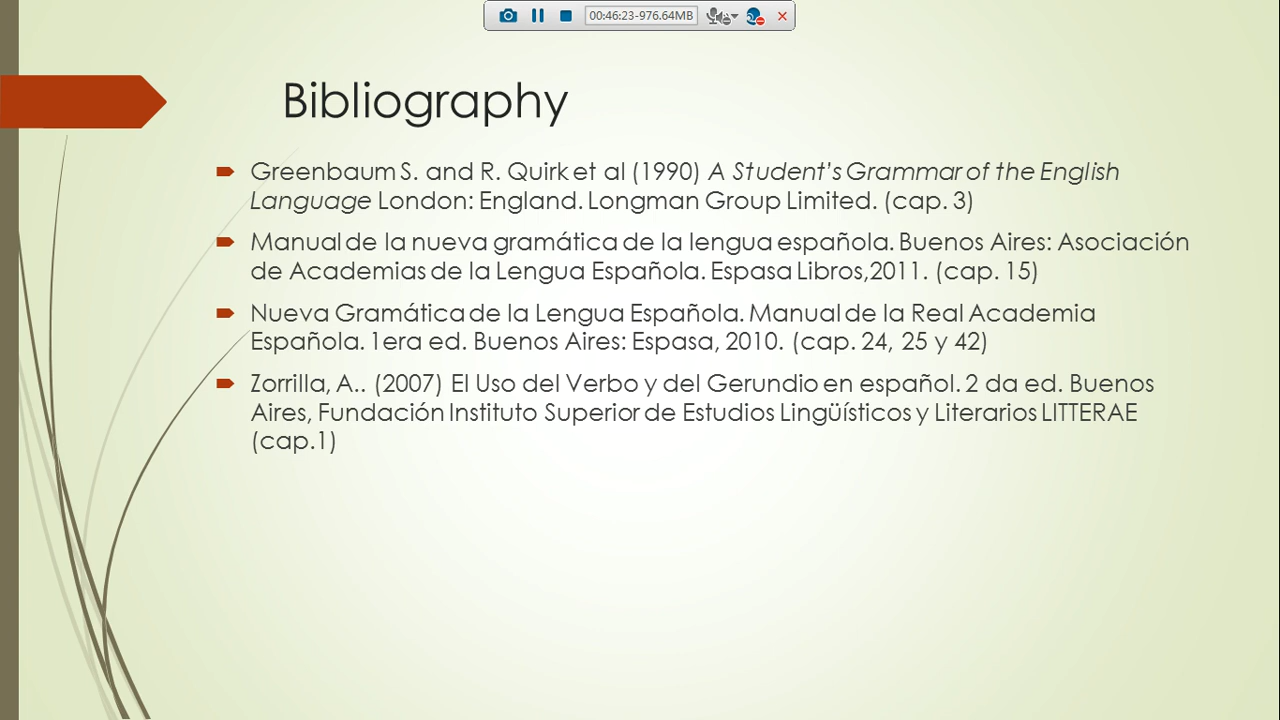 00:46:23-976.64MB
Bibliography
Greenbaum S. and R. Quirk et al (1990) A Student's Grammar of the English
Language London: England. Longman Group Limited. (cap. 3)
Manual de la nueva gramática de la lengua española. Buenos Aires: Asociación
de Academias de la Lengua Española. Espasa Libros,2011. (cap. 15)
Nueva Gramática de la Lengua Española. Manual de la Real Academia
Española. 1era ed. Buenos Aires: Espasa, 2010. (cap. 24, 25 y 42)
Zorrilla, A.. (2007) El Uso del Verbo y del Gerundio en español. 2 da ed. Buenos
Aires, Fundación Instituto Superior de Estudios Lingüísticos y Literarios LITTERAE
(cap.1)